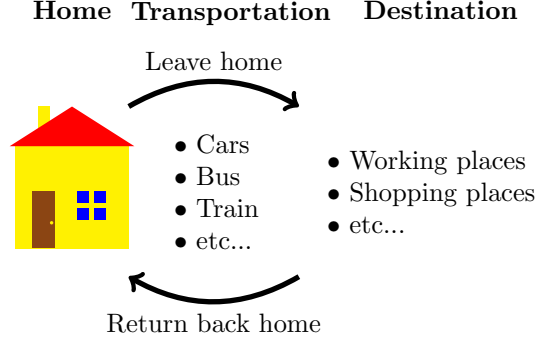 Home Transportation Destination
Leave home
• Cars
• Bus
• Train
• etc...
• Working places
• Shopping places
• etc...
Return back home